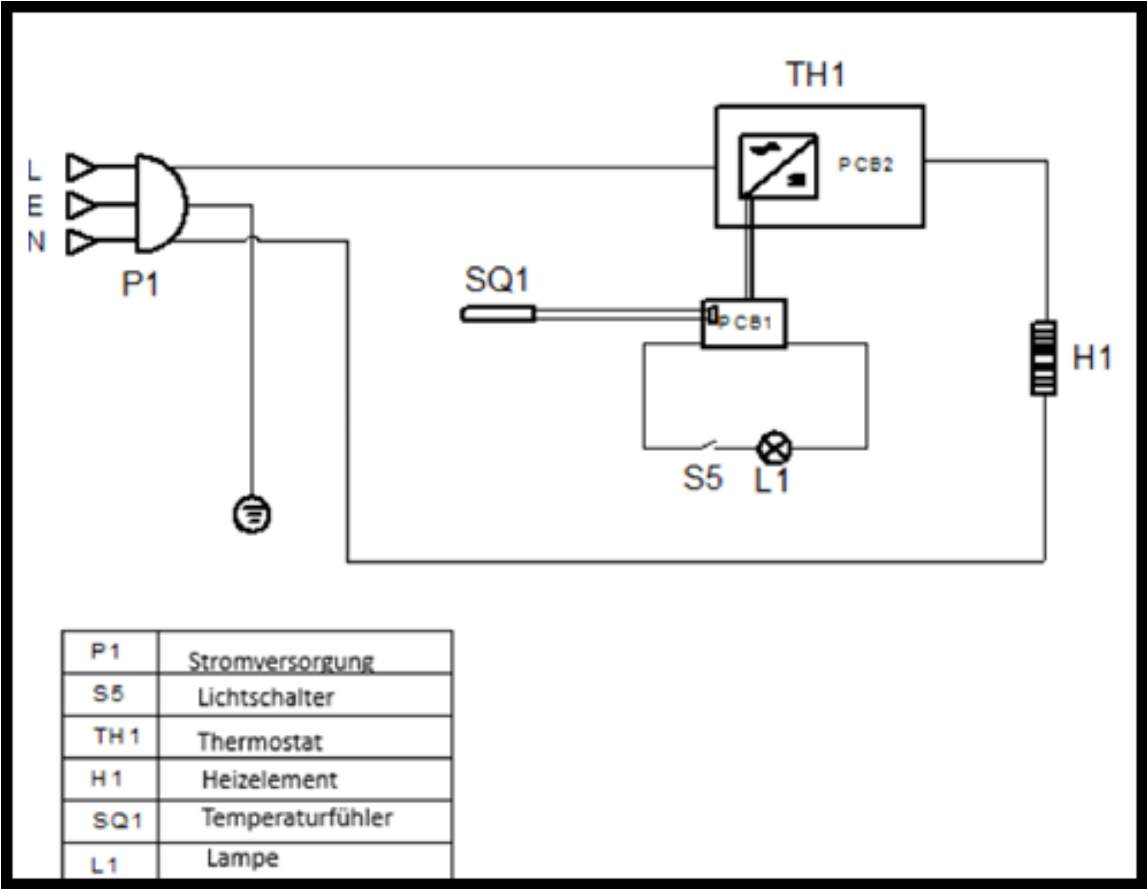 TH1
L
PCB2
E
N
P1
SQ1
PCB1
H1
S5
L1
P1 Stromversorgung
S5 Lichtschalter
TH1 Thermostat
H1 Heizelement
SQ1 Temperaturfühler
L1 Lampe